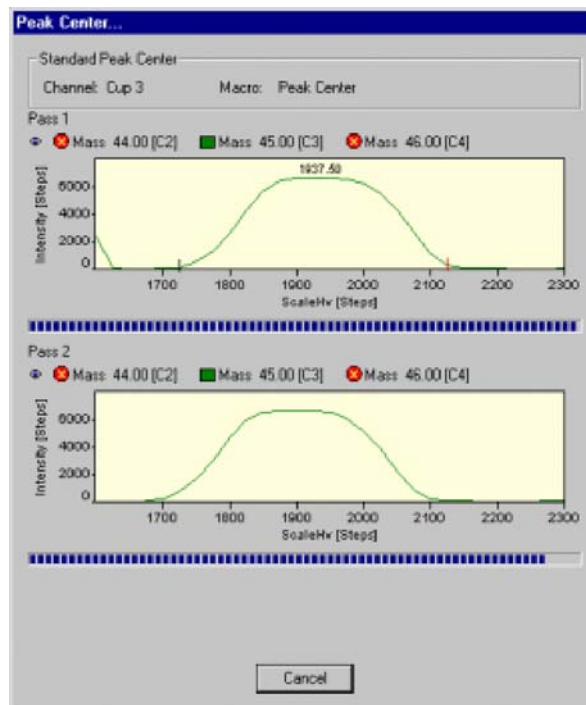 Peak Center...
Standard Peak Center
Channel: Cup 3 Macro: Peak Center
Pass 1
Mass 44.00 [C2] Mass 45.00 [C3] Mass 46.00 [C4]
1937.50
Intensity [Steps]
6000
4000
2000
0
1700 1800 1900 2000 2100 2200 2300
ScaleHv [Steps]
Pass 2
Mass 44.00 [C2] Mass 45.00 [C3] Mass 46.00 [C4]
Intensity [Steps]
6000
4000
2000
0
1700 1800 1900 2000 2100 2200 2300
ScaleHv [Steps]
Cancel